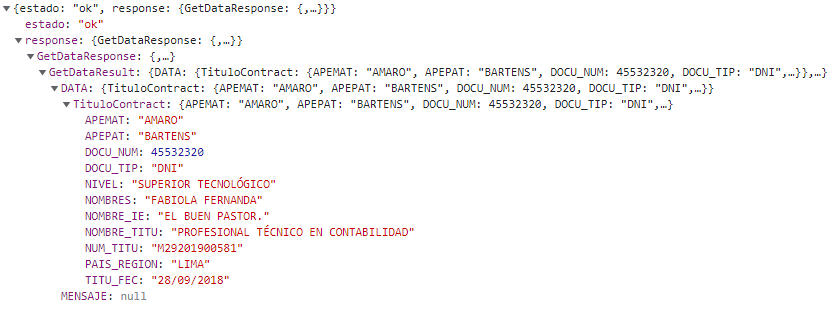 {estado: "ok", response: {GetDataResponse: {,…}}}
estado: "ok"
response: {GetDataResponse: {,…}}
GetDataResponse: {,…}
GetDataResult: {DATA: {TituloContract: {APEMAT: "AMARO", APEPAT: "BARTENS", DOCU_NUM: 45532320, DOCU_TIP: "DNI",…}},…}
DATA: {TituloContract: {APEMAT: "AMARO", APEPAT: "BARTENS", DOCU_NUM: 45532320, DOCU_TIP: "DNI",…}}
TituloContract: {APEMAT: "AMARO", APEPAT: "BARTENS", DOCU_NUM: 45532320, DOCU_TIP: "DNI",…}
APEMAT: "AMARO"
APEPAT: "BARTENS"
DOCU_NUM: 45532320
DOCU_TIP: "DNI"
NIVEL: "SUPERIOR TECNOLÓGICO"
NOMBRES: "FABIOLA FERNANDA"
NOMBRE_IE: "EL BUEN PASTOR."
NOMBRE_TITU: "PROFESIONAL TÉCNICO EN CONTABILIDAD"
NUM_TITU: "M29201900581"
PAIS_REGION: "LIMA"
TITU_FEC: "28/09/2018"
MENSAJE: null